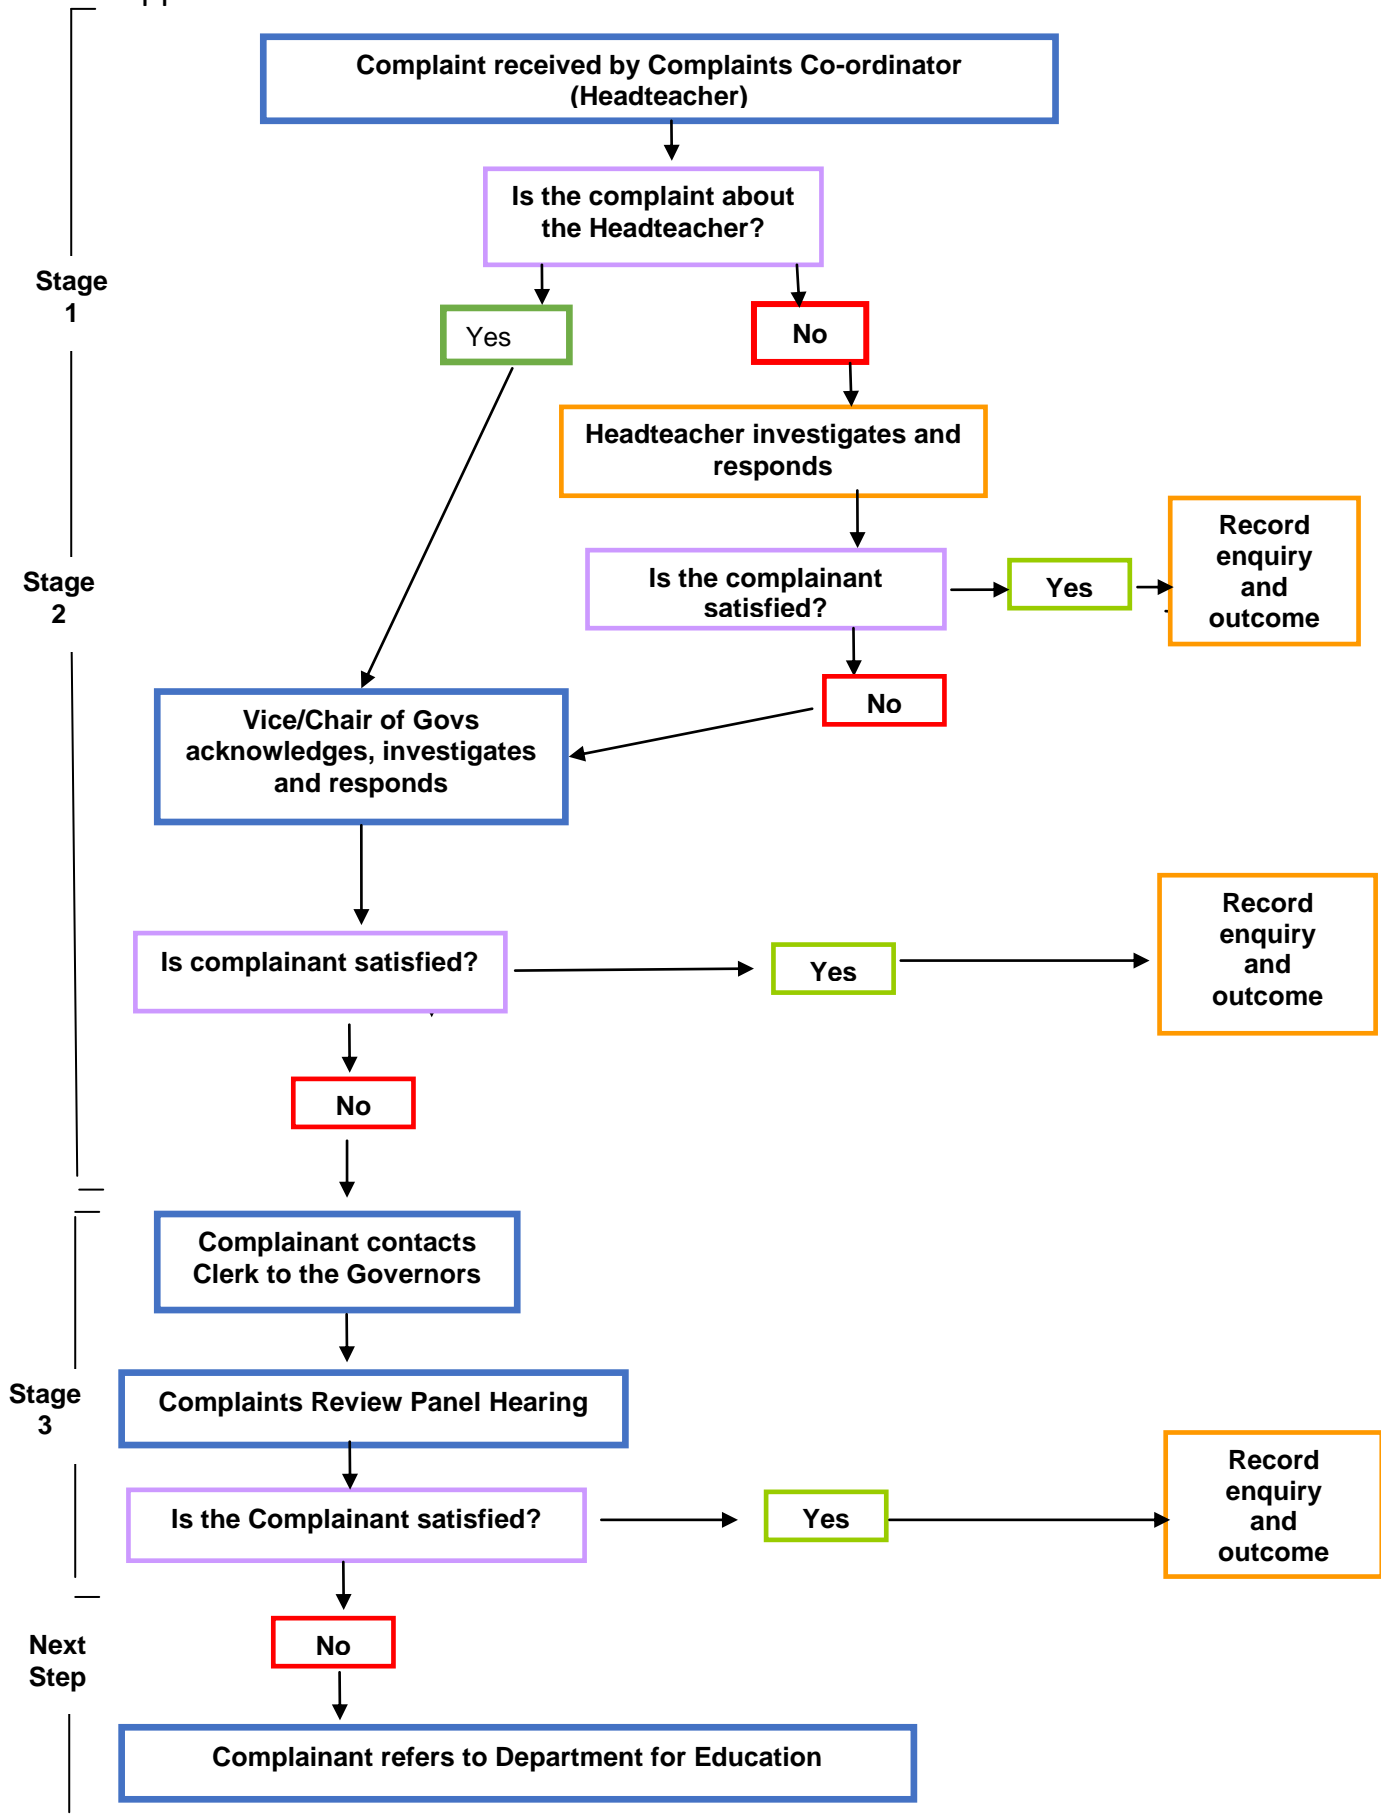 Complaint received by Complaints Co-ordinator
(Headteacher)
Is the complaint about
the Headteacher?
Stage
1
Yes
No
Headteacher investigates and
responds
Record
enquiry
and
outcome
Stage
2
Is the complainant
satisfied?
Yes
No
Vice/Chair of Govs
acknowledges, investigates
and responds
Record
enquiry
and
outcome
Is complainant satisfied?
Yes
No
Complainant contacts
Clerk to the Governors
Stage
3
Complaints Review Panel Hearing
Record
enquiry
and
outcome
Is the Complainant satisfied?
Yes
Next
Step
No
Complainant refers to Department for Education